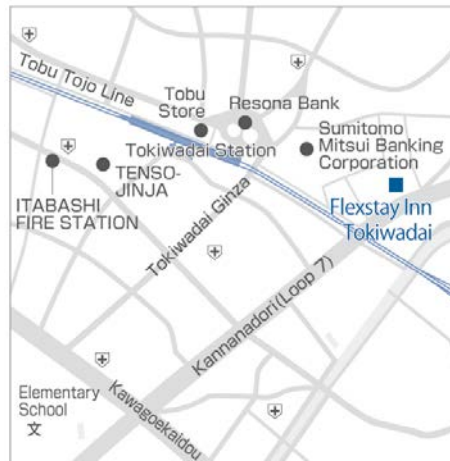 Tobu Tojo Line
Tobu
Store
Resona Bank
Tokiwadai Station
Sumitomo
Mitsui Banking
Corporation
TENSO-
JINJA
ITABASHI
FIRE STATION
Tokiwadai Ginza
Flexstay Inn
Tokiwadai
Kannanadori(Loop 7)
Kawagoekaidou
Elementary
School
文